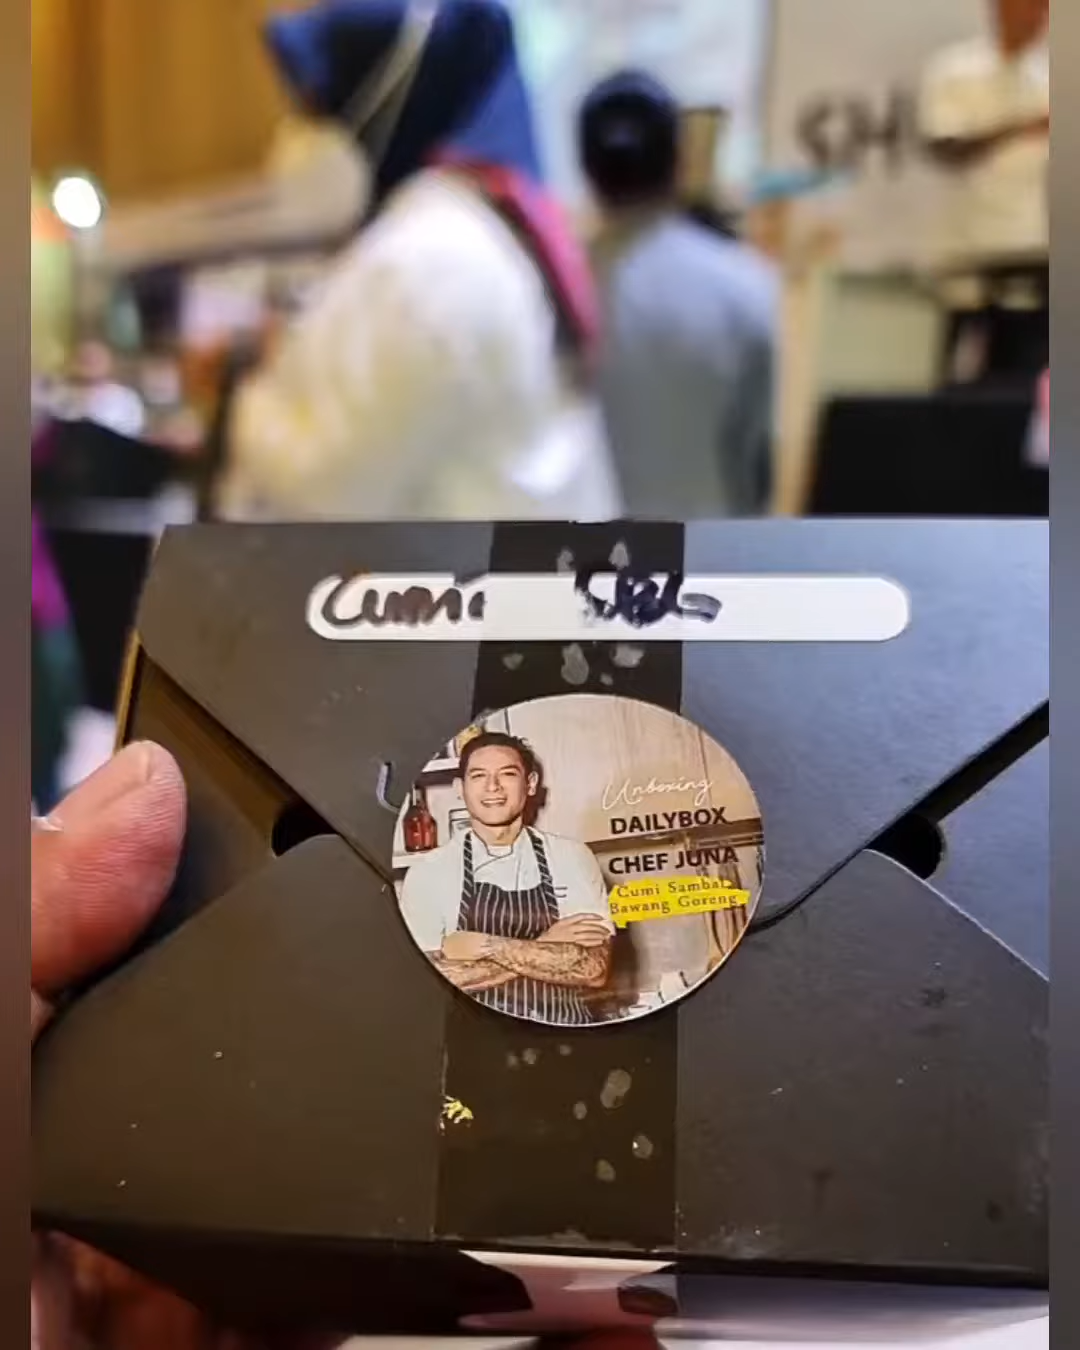 Cumi
Unboxing
DAILYBOX
CHEF JUNA
Cumi Sambal
Bawang Goreng